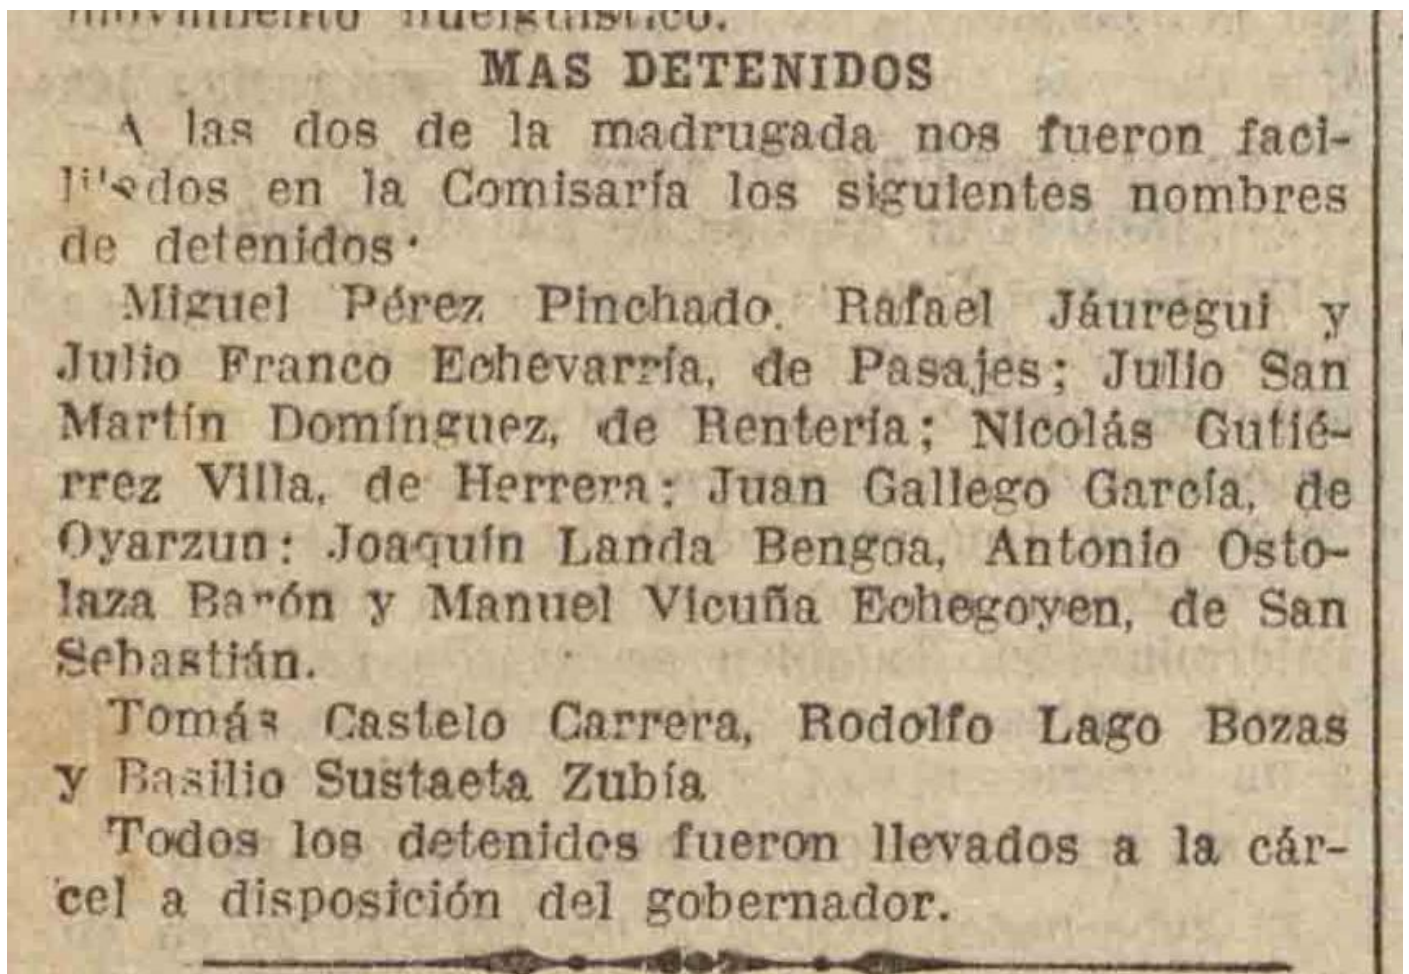 movimiento huelguístico.
MAS DETENIDOS
A las dos de la madrugada nos fueron faci-
litados en la Comisaría los siguientes nombres
de detenidos:
Miguel Pérez Pinchado, Rafael Jáuregui y
Julio Franco Echevarría, de Pasajes; Julio San
Martín Domínguez, de Rentería; Nicolás Gutié-
rrez Villa, de Herrera; Juan Gallego García, de
Oyarzun; Joaquín Landa Bengoa, Antonio Osto-
laza Barón y Manuel Vicuña Echegoyen, de San
Sebastián.
Tomás Castelo Carrera, Rodolfo Lago Bozas
y Basilio Sustaeta Zubía
Todos los detenidos fueron llevados a la cár-
cel a disposición del gobernador.